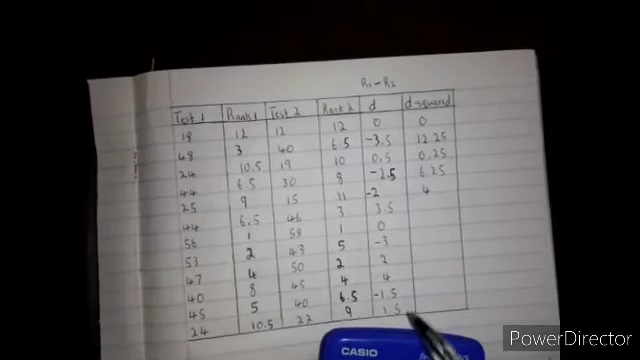 R1-R2
Test 1 Rank 1 Test 2 Rank 2 d d-squared
18 12 12 12 0 0
48 3 40 6.5 -3.5 12.25
24 10.5 19 10 0.5 0.25
44 6.5 30 8 -2.5 6.25
25 9 15 11 -2 4
44 6.5 46 3 3.5
56 1 59 1 0
53 2 43 5 -3
47 4 50 2 2
40 8 45 4 4
45 5 40 6.5 -1.5
24 10.5 22 9 1.5
CASIO
PowerDirector